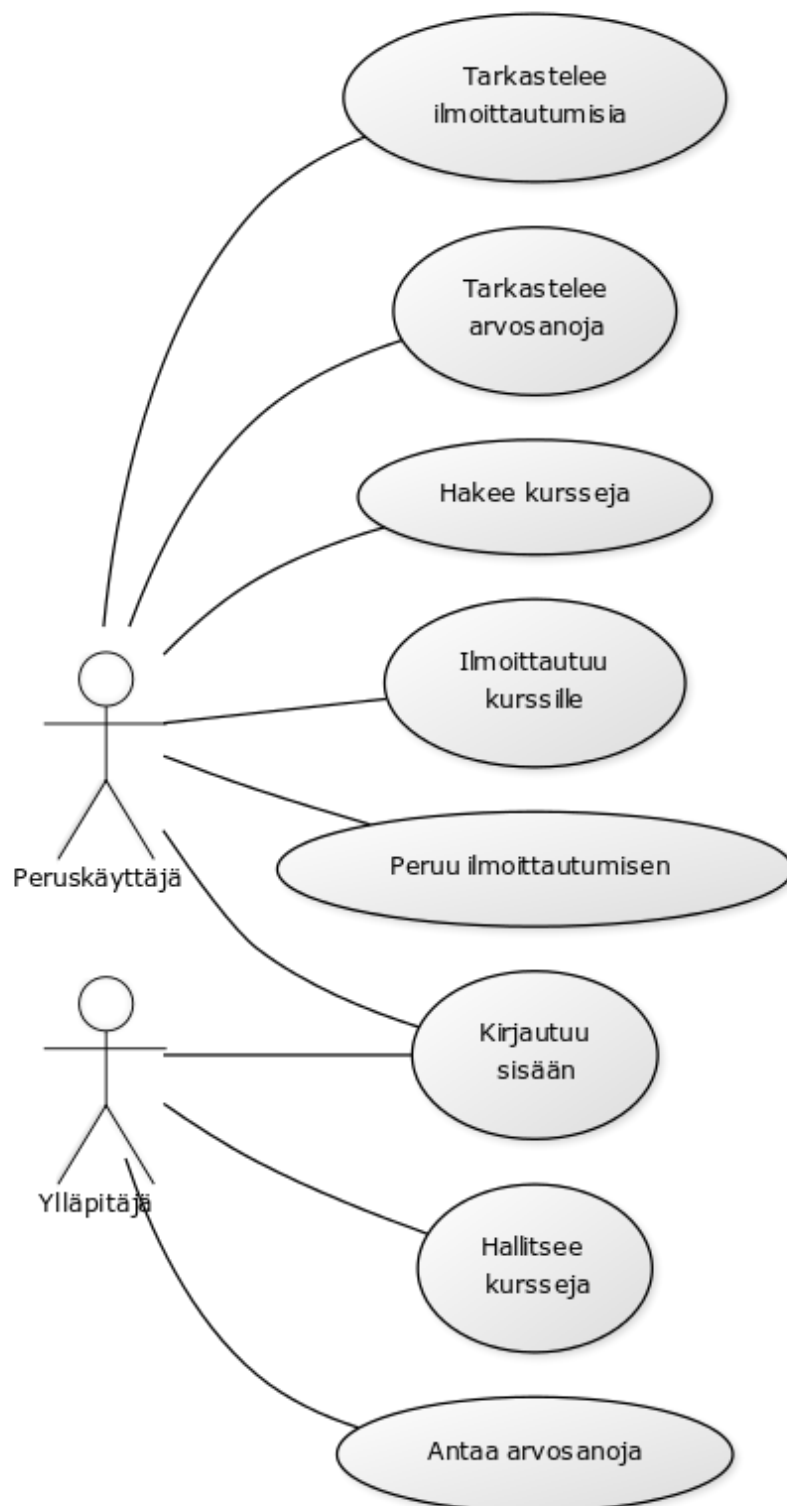 Tarkastelee
ilmoittautumisia
Tarkastelee
arvosanoja
Hakee kursseja
Ilmoittautuu
kurssille
Peruskäyttäjä
Peruu ilmoittautumisen
Kirjautuu
sisään
Ylläpitäjä
Hallitsee
kursseja
Antaa arvosanoja